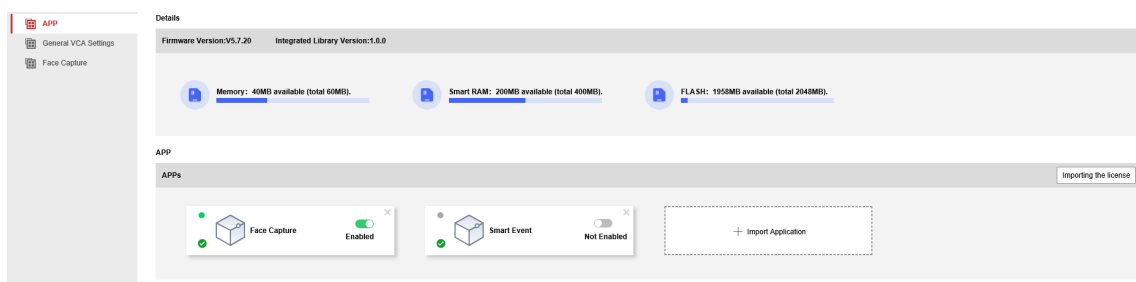 APP
General VCA Settings
Face Capture
Details
Firmware Version:V5.7.20 Integrated Library Version:1.0.0
Memory: 40MB available (total 60MB).
Smart RAM: 200MB available (total 400MB).
FLASH: 1958MB available (total 2048MB).
APP
APPs
Importing the license
Face Capture
Enabled
Smart Event
Not Enabled
Import Application